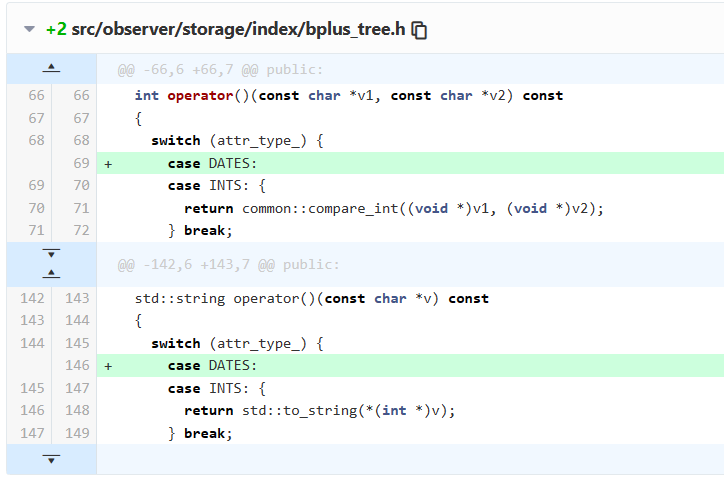 +2 src/observer/storage/index/bplus_tree.h
@@ -66,6 +66,7 @@ public:
66 66 int operator()(const char *v1, const char *v2) const
67 67 {
68 68 switch (attr_type_) {
69 + case DATES:
69 70 case INTS: {
70 71 return common::compare_int((void *)v1, (void *)v2);
71 72 } break;
@@ -142,6 +143,7 @@ public:
142 143 std::string operator()(const char *v) const
143 144 {
144 145 switch (attr_type_) {
146 + case DATES:
145 147 case INTS: {
146 148 return std::to_string(*(int *)v);
147 149 } break;